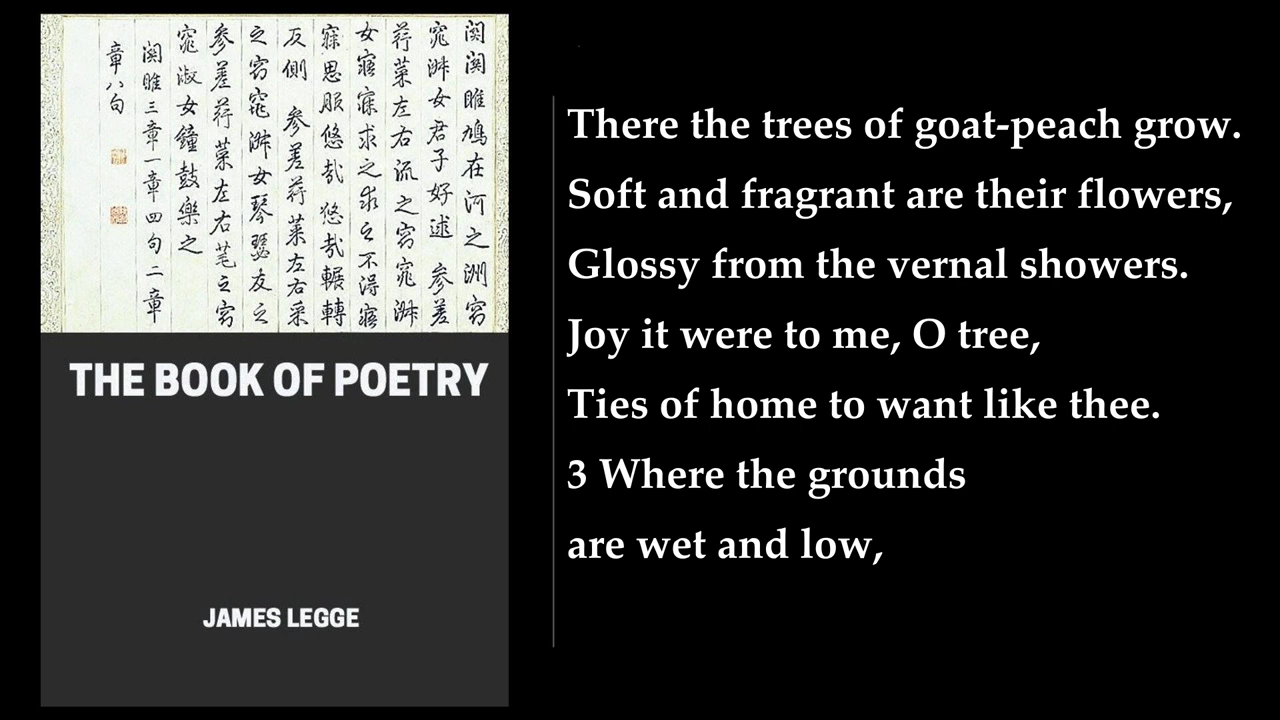 関関雎鳩在河之洲窈
窕淑女君子好逑 参差
荇菜左右流之窈窕淑
女寤寐求之求之不得寤
寐思服悠哉悠哉輾轉
反側 参差荇菜左右采
之窈窕淑女琴瑟友之
参差荇菜左右芼之窈
窕淑女鐘鼓樂之
関雎三章一章四句二章
章八句
THE BOOK OF POETRY
JAMES LEGGE
There the trees of goat-peach grow.
Soft and fragrant are their flowers,
Glossy from the vernal showers.
Joy it were to me, O tree,
Ties of home to want like thee.
3 Where the grounds
are wet and low,